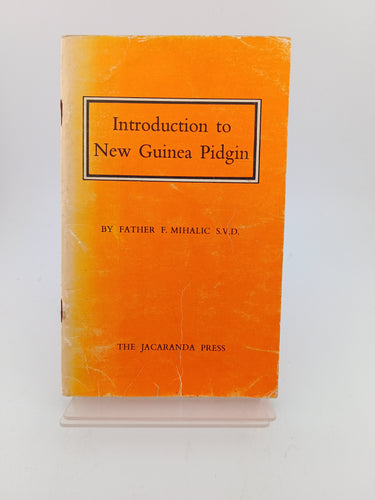 Introduction to
New Guinea Pidgin
BY FATHER F. MIHALIC S.V.D.
THE JACARANDA PRESS